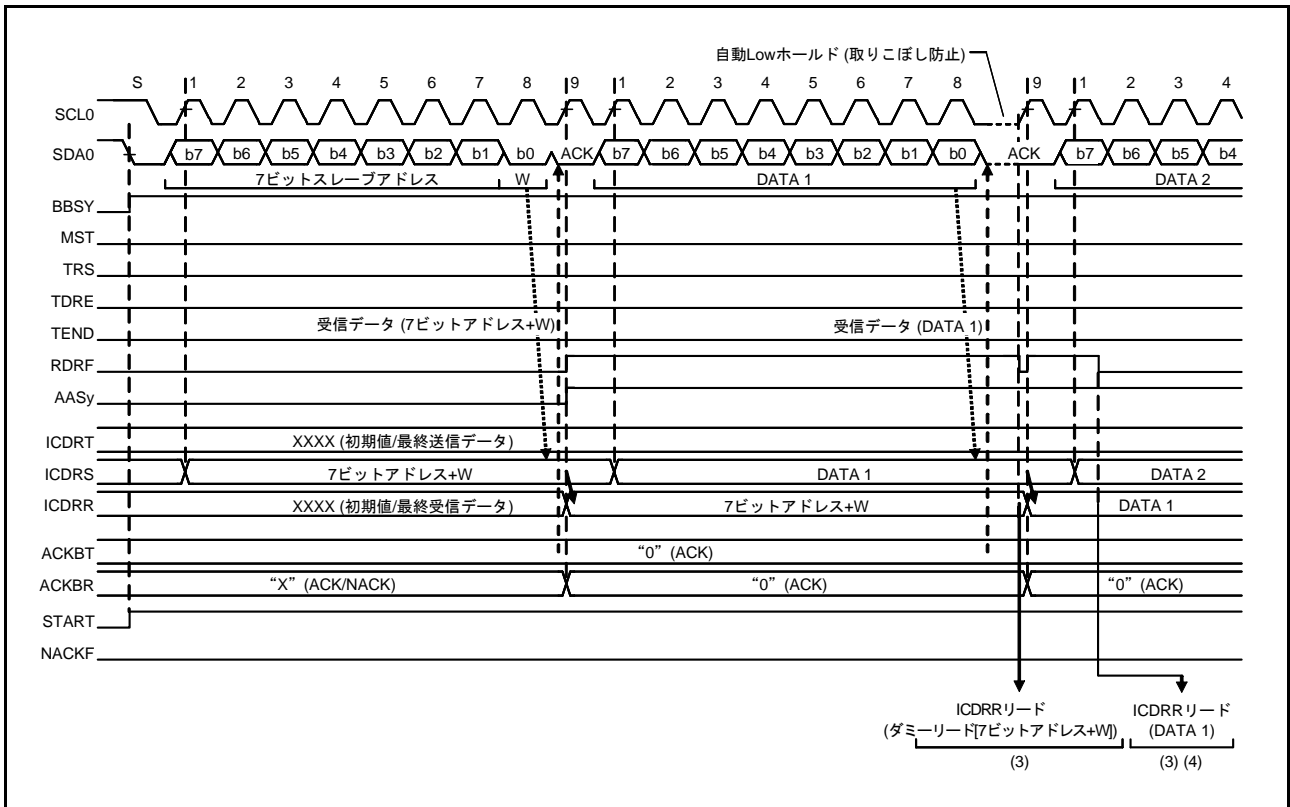 自動Lowホールド (取りこぼし防止)
S 1 2 3 4 5 6 7 8 9 1 2 3 4 5 6 7 8 9 1 2 3 4
SCL0
SDA0 b7 b6 b5 b4 b3 b2 b1 b0 ACK b7 b6 b5 b4 b3 b2 b1 b0 ACK b7 b6 b5 b4
7ビットスレーブアドレス W DATA 1 DATA 2
BBSY
MST
TRS
TDRE
TEND 受信データ (7ビットアドレス+W) 受信データ (DATA 1)
RDRF
AASy
ICDRT XXXX (初期値/最終送信データ)
ICDRS 7ビットアドレス+W DATA 1 DATA 2
ICDRR XXXX (初期値/最終受信データ) 7ビットアドレス+W DATA 1
ACKBT “0” (ACK)
ACKBR “X” (ACK/NACK) “0” (ACK) “0” (ACK)
START
NACKF
ICDRRリード ICDRRリード
(ダミーリード[7ビットアドレス+W]) (DATA 1)
(3) (3) (4)